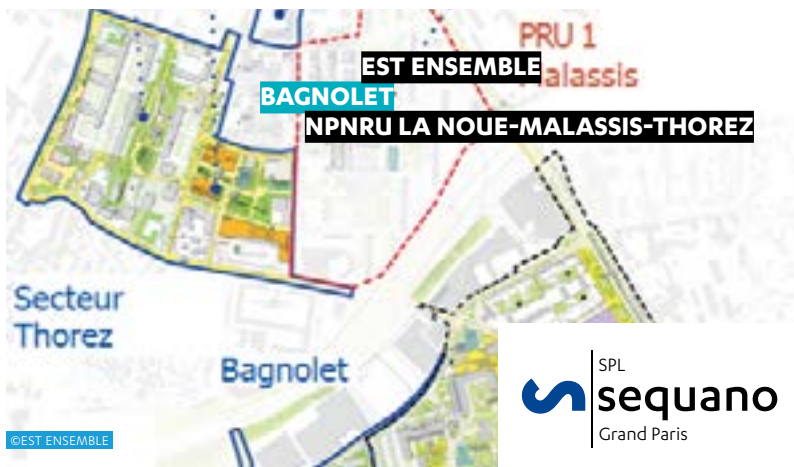 PRU 1
Malassis
EST ENSEMBLE
BAGNOLET
NPNRU LA NOUE-MALASSIS-THOREZ
Secteur
Thorez
Bagnolet
SPL
sequano
Grand Paris
©EST ENSEMBLE